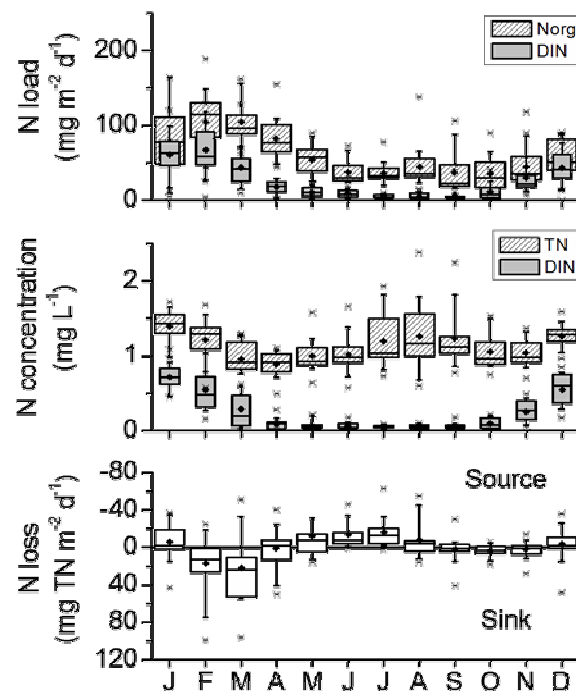 N load
(mg m⁻² d⁻¹)
200
100
0
Norg
DIN
N concentration
(mg L⁻¹)
2
1
0
TN
DIN
N loss
(mg TN m⁻² d⁻¹)
-80
-40
0
40
80
120
Source
Sink
J F M A M J J A S O N D